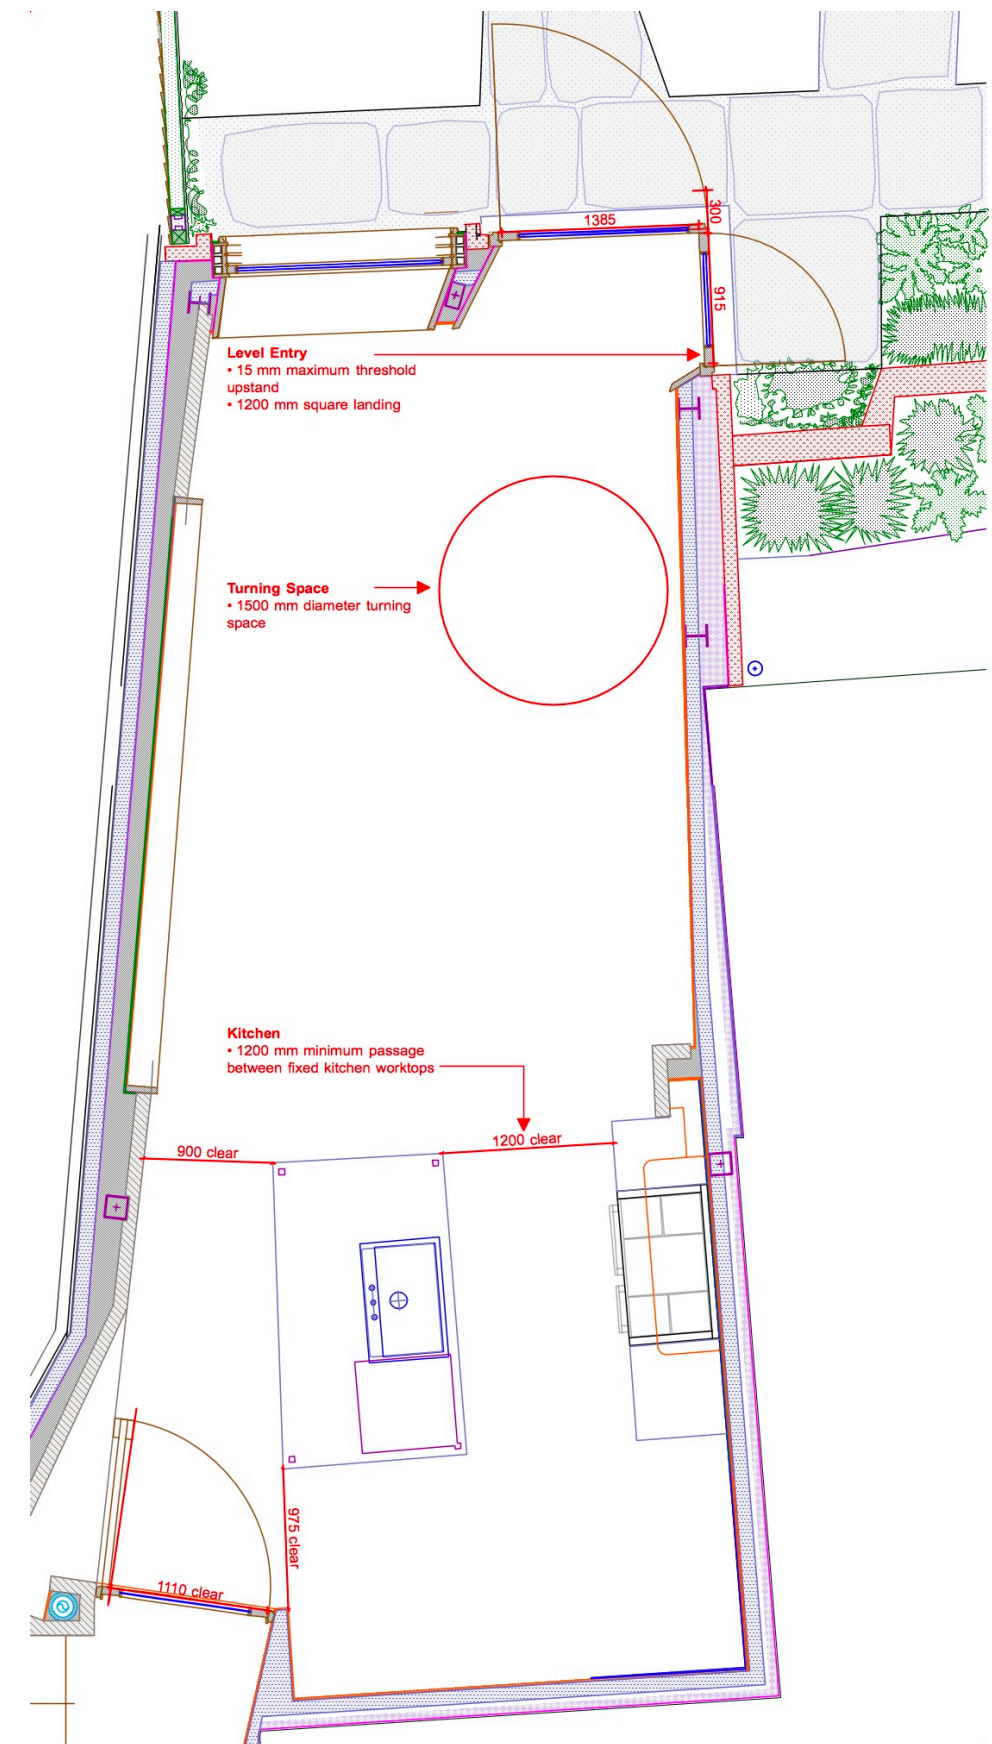 1385
300
915
Level Entry
• 15 mm maximum threshold
upstand
• 1200 mm square landing
Turning Space
• 1500 mm diameter turning
space
Kitchen
• 1200 mm minimum passage
between fixed kitchen worktops
900 clear
1200 clear
975 clear
1110 clear